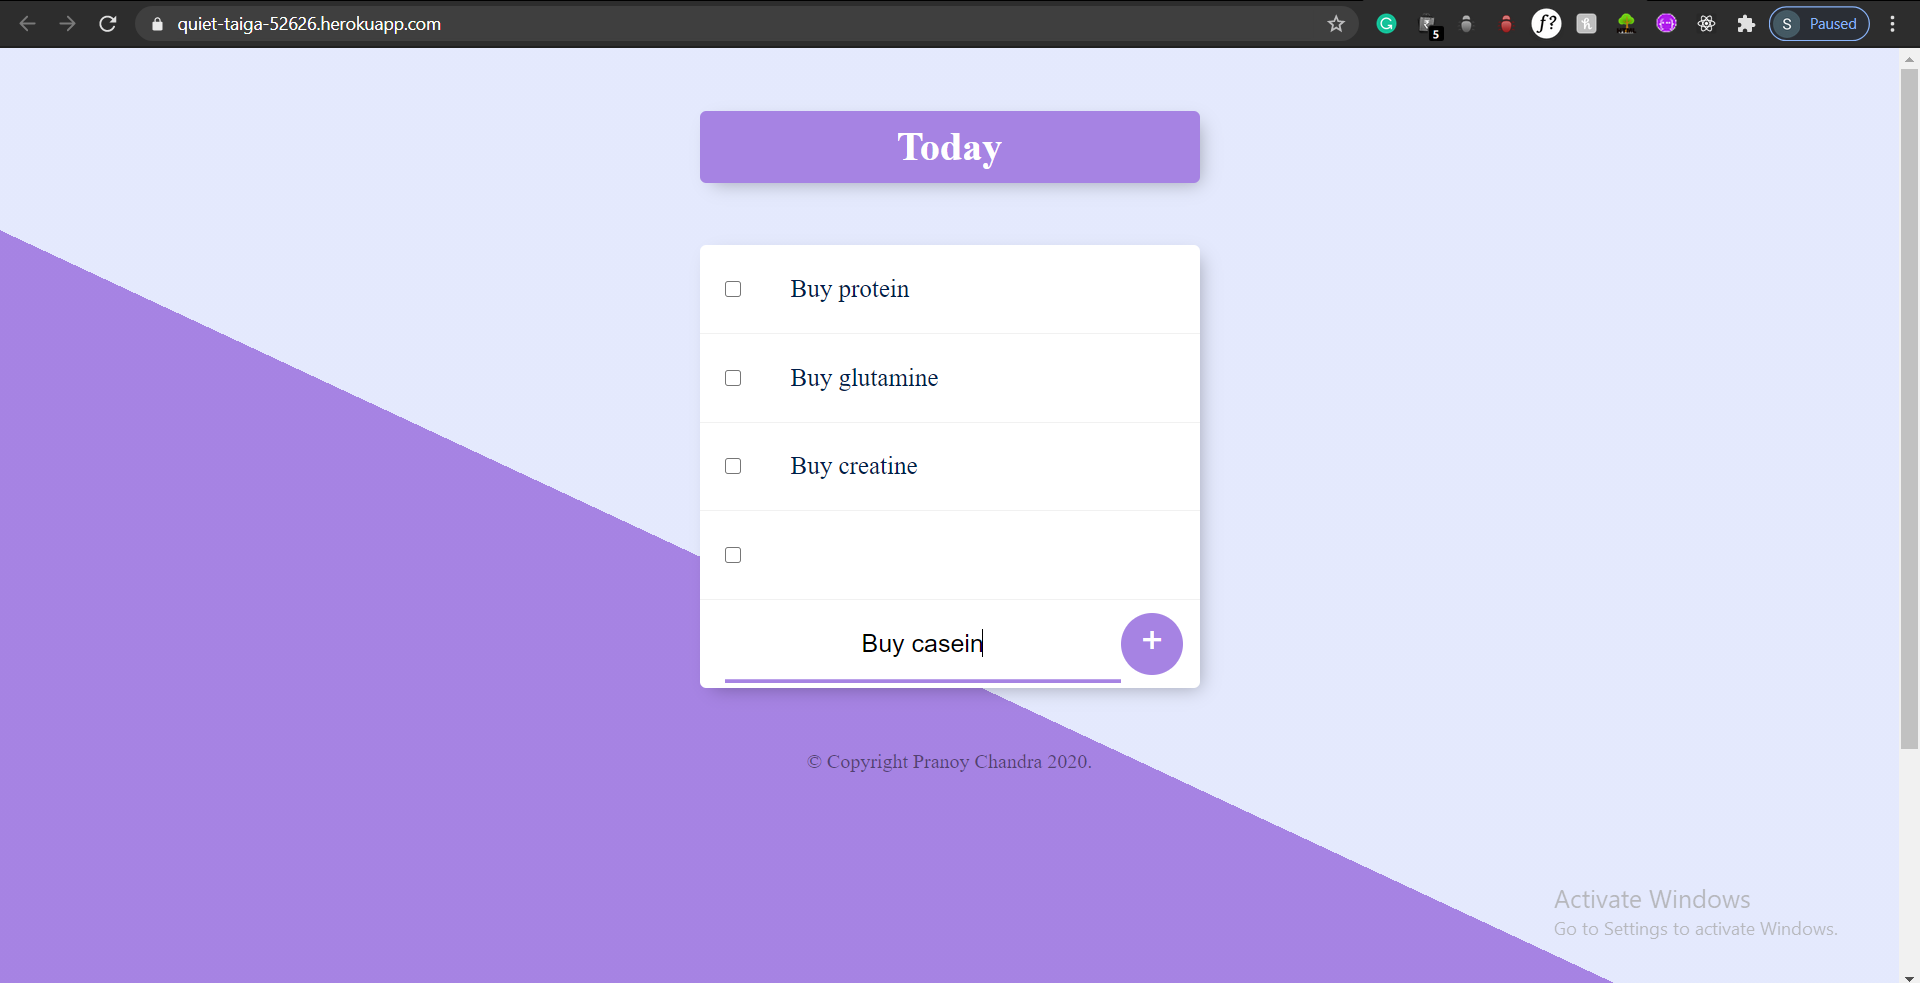 quiet-taiga-52626.herokuapp.com
5
f?
h
S
Paused
Today
Buy protein
Buy glutamine
Buy creatine
Buy casein
+
© Copyright Pranoy Chandra 2020.
Activate Windows
Go to Settings to activate Windows.